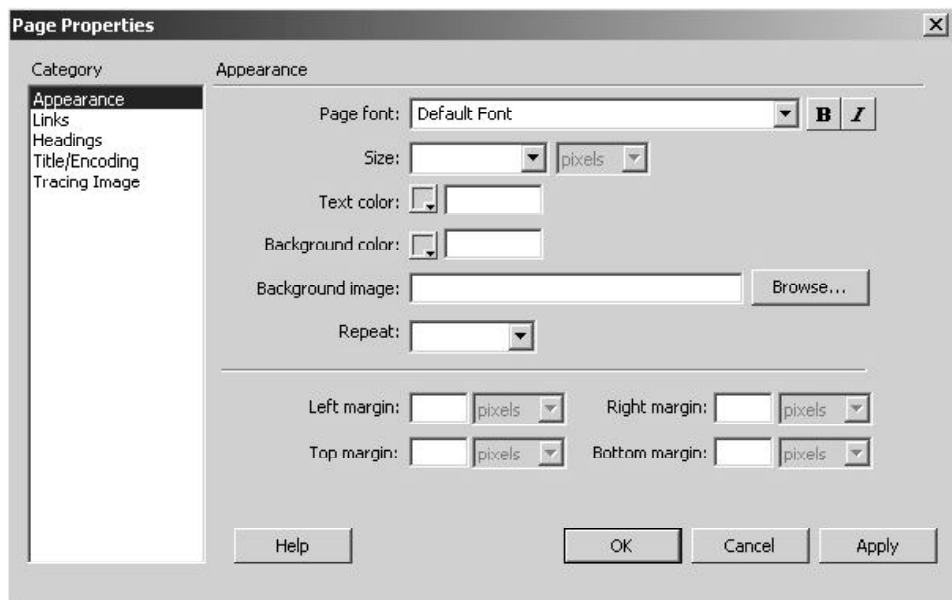 Page Properties
Category
Appearance
Links
Headings
Title/Encoding
Tracing Image
Appearance
Page font: Default Font B I
Size: pixels
Text color:
Background color:
Background image: Browse...
Repeat:
Left margin: pixels Right margin: pixels
Top margin: pixels Bottom margin: pixels
Help OK Cancel Apply